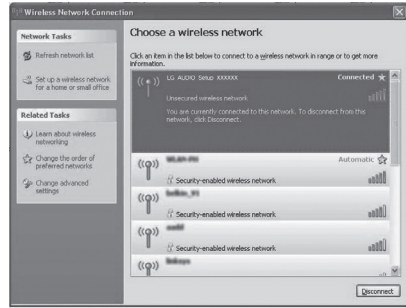 Wireless Network Connection
Network Tasks
Refresh network list
Set up a wireless network
for a home or small office
Related Tasks
Learn about wireless
networking
Change the order of
preferred networks
Change advanced
settings
Choose a wireless network
Click an item in the list below to connect to a wireless network in range or to get more
information.
LG AUDIO Setup XXXXXX Connected
Unsecured wireless network
You are currently connected to this network. To disconnect from this
network, click Disconnect.
Automatic
Security-enabled wireless network
Security-enabled wireless network
Security-enabled wireless network
Disconnect